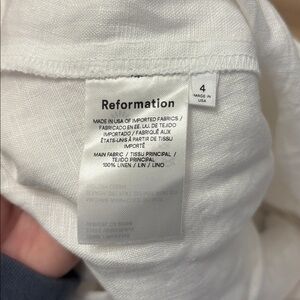 Reformation
MADE IN USA OF IMPORTED FABRICS /
FABRICADO EN EE. UU. DE TEJIDO
IMPORTADO / FABRIQUÉ AUX
ÉTATS-UNIS À PARTIR DE TISSU
IMPORTÉ
MAIN FABRIC / TISSU PRINCIPAL /
TEJIDO PRINCIPAL
100% LINEN / LIN / LINO
4
MADE IN
USA